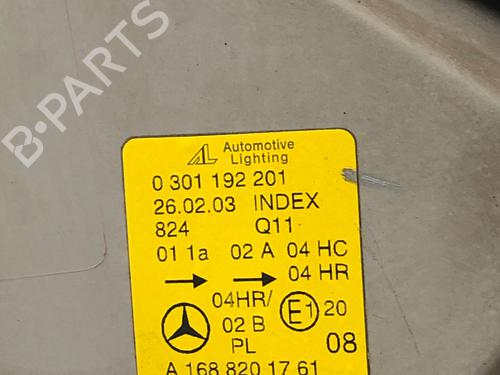 B-PARTS
AL Automotive
Lighting
0 301 192 201
26.02.03 INDEX
824 Q11
01 1a 02 A 04 HC
04 HR
04HR/
02 B E1 20
PL 08
A 168 820 17 61